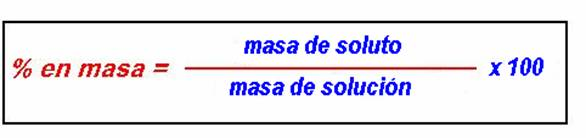 masa de soluto
% en masa = x 100
masa de solución